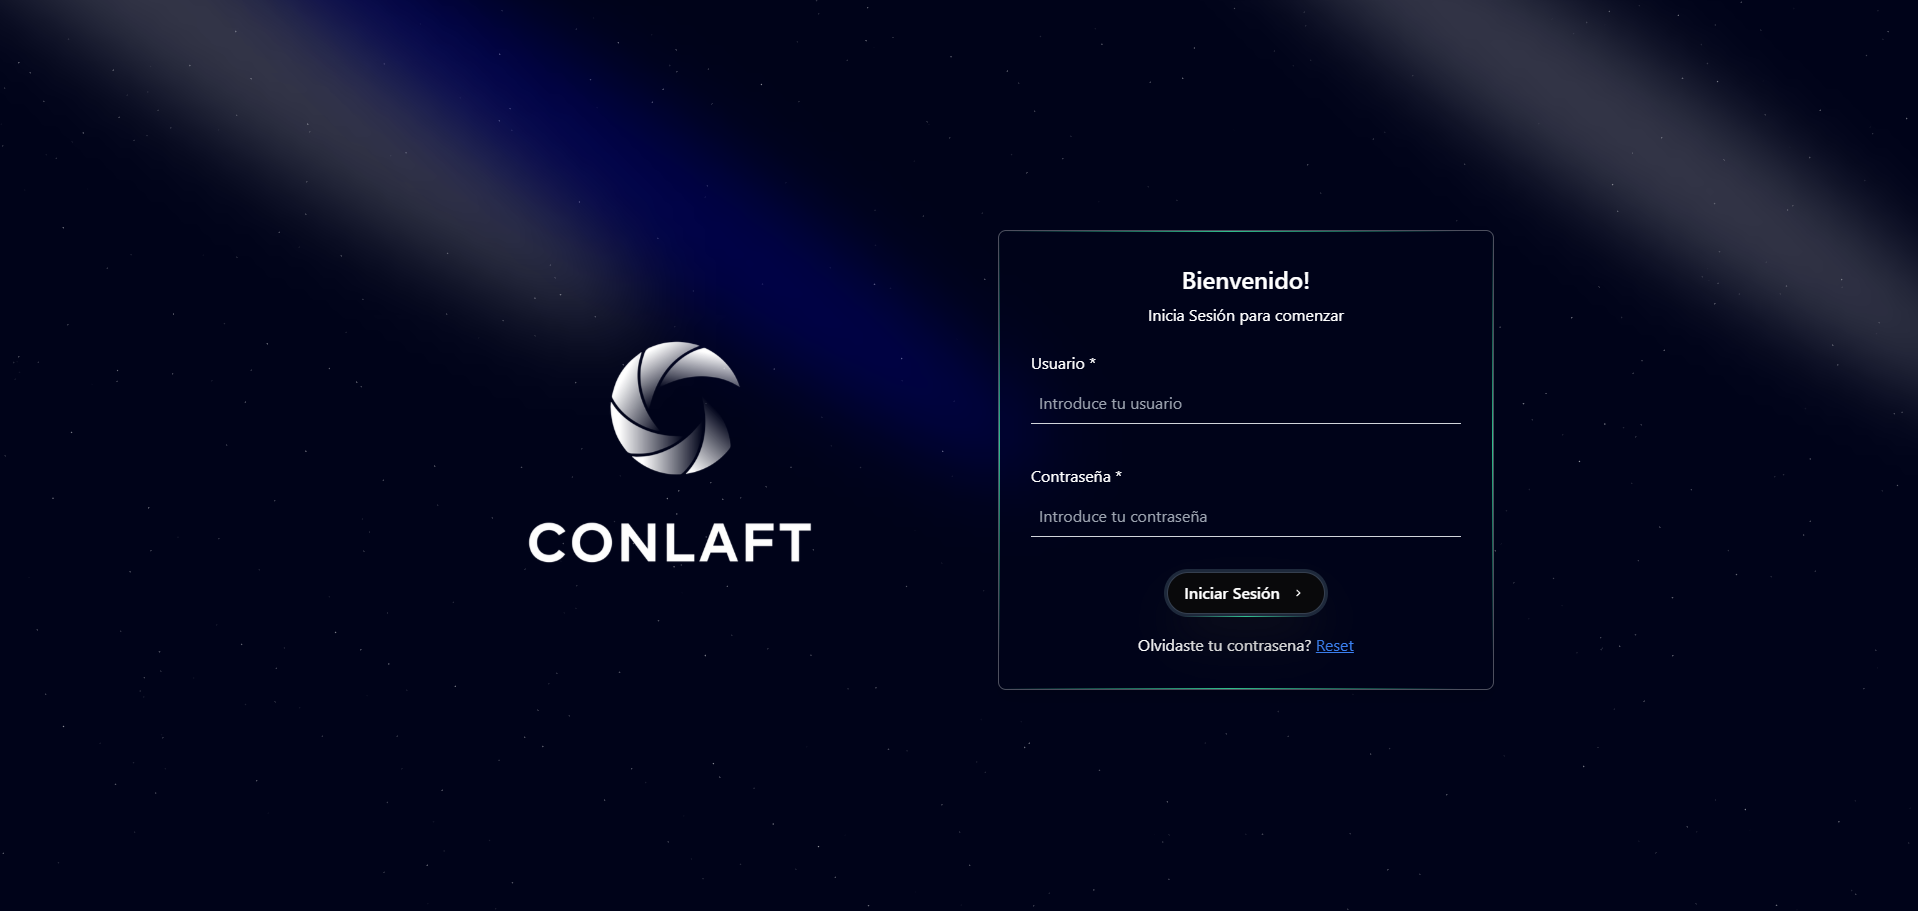 CONLAFT
Bienvenido!
Inicia Sesión para comenzar
Usuario *
Introduce tu usuario
Contraseña *
Introduce tu contraseña
Iniciar Sesión
Olvidaste tu contrasena? Reset